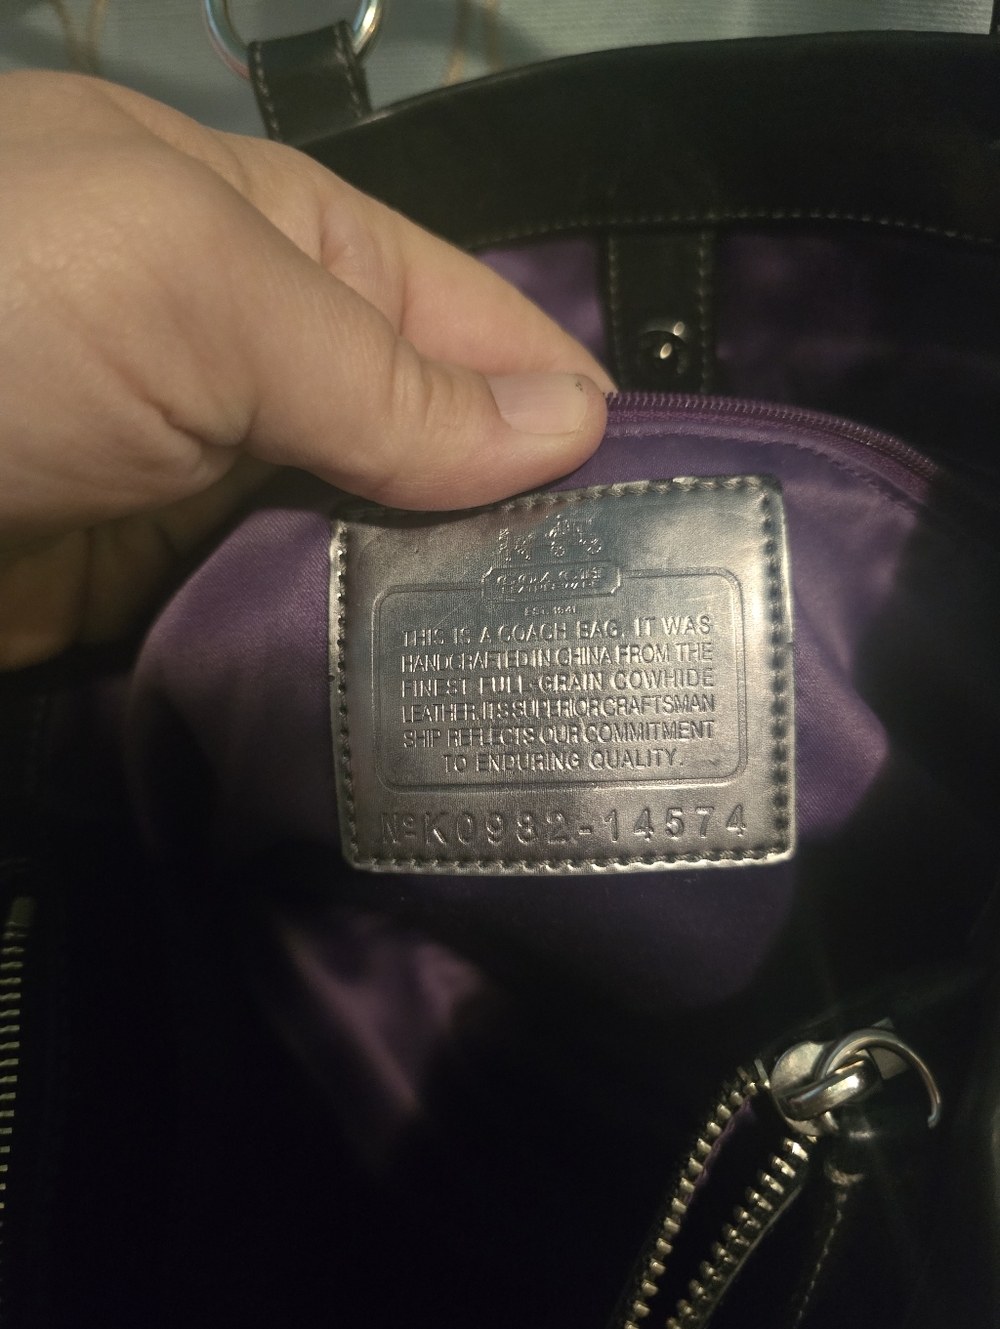 COACH
LEATHERWARE
EST. 1941
THIS IS A COACH BAG. IT WAS
HANDCRAFTED IN CHINA FROM THE
FINEST FULL-GRAIN COWHIDE
LEATHER. ITS SUPERIOR CRAFTSMAN
SHIP REFLECTS OUR COMMITMENT
TO ENDURING QUALITY.
Nº K0982-14574